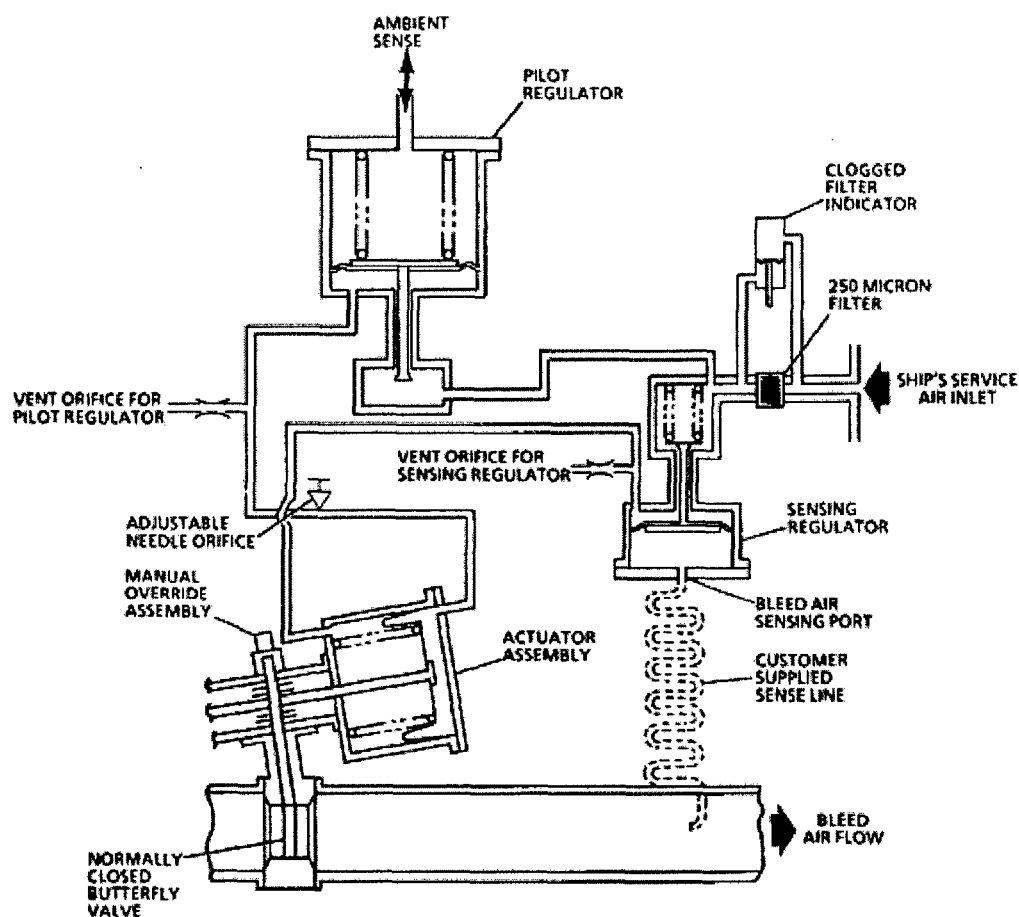 AMBIENT
SENSE
PILOT
REGULATOR
CLOGGED
FILTER
INDICATOR
250 MICRON
FILTER
SHIP'S SERVICE
AIR INLET
VENT ORIFICE FOR
PILOT REGULATOR
VENT ORIFICE FOR
SENSING REGULATOR
SENSING
REGULATOR
ADJUSTABLE
NEEDLE ORIFICE
MANUAL
OVERRIDE
ASSEMBLY
ACTUATOR
ASSEMBLY
BLEED AIR
SENSING PORT
CUSTOMER
SUPPLIED
SENSE LINE
BLEED
AIR FLOW
NORMALLY
CLOSED
BUTTERFLY
VALVE